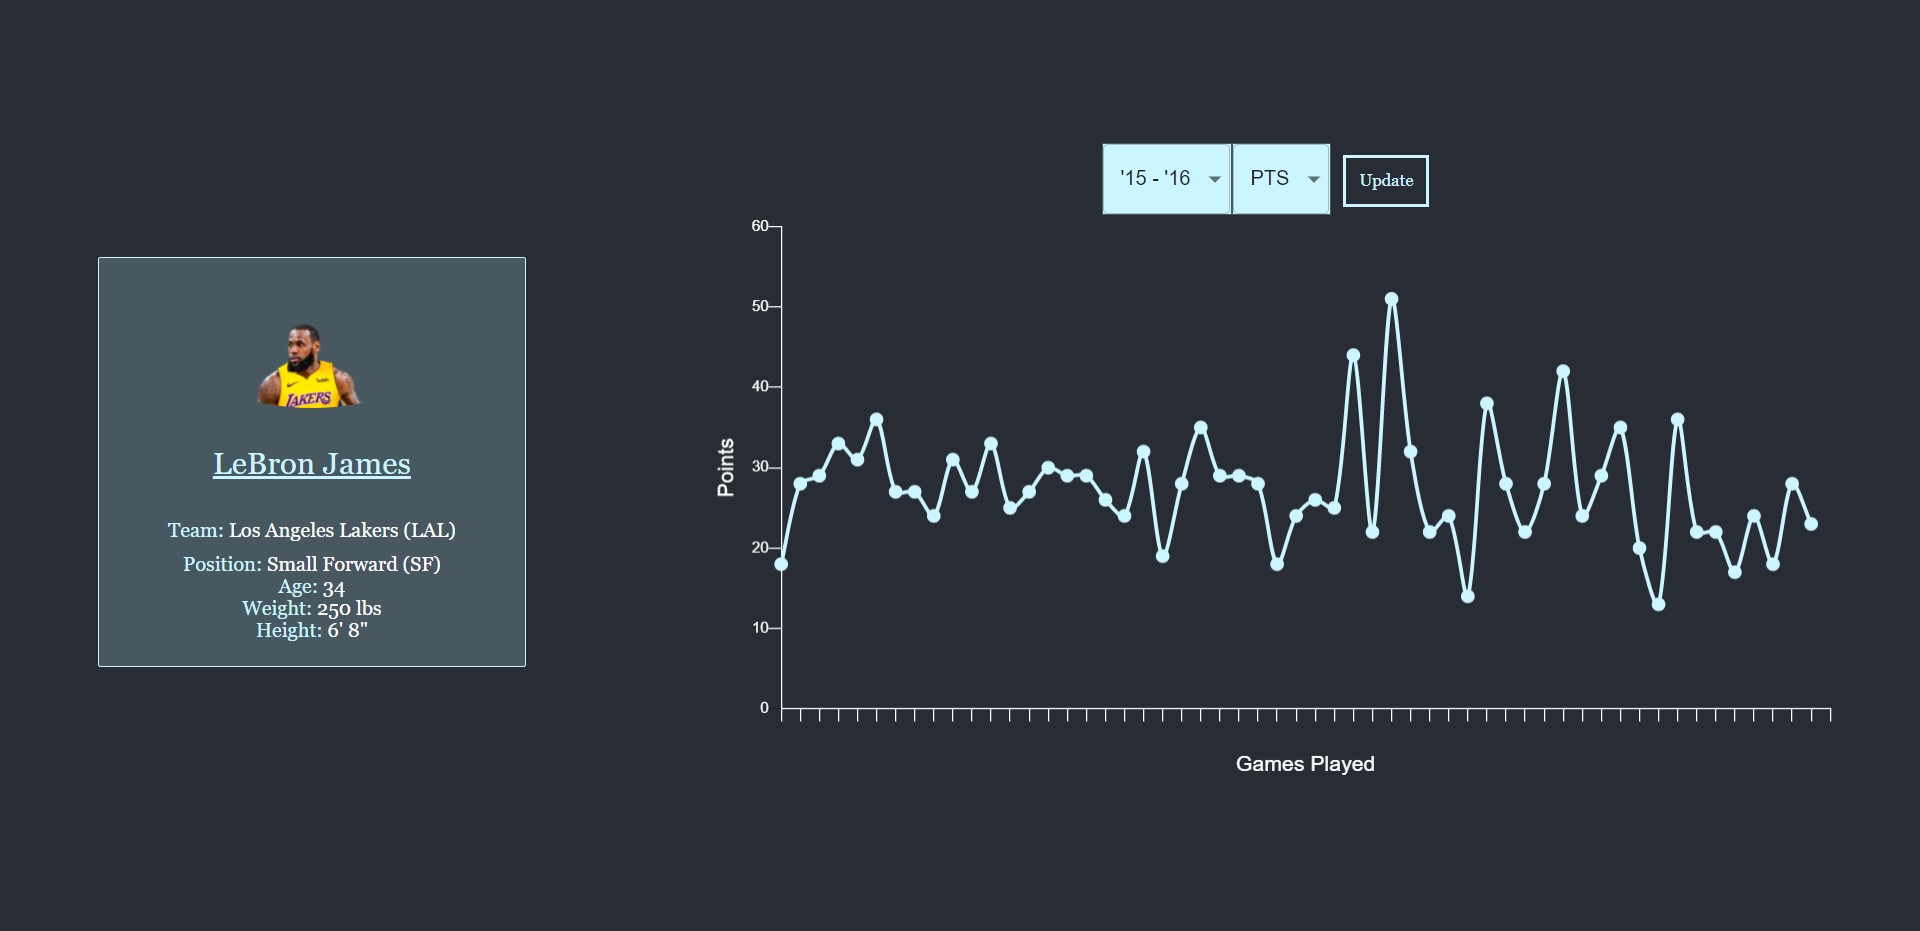 '15 - '16
PTS
Update
60
50
40
30
20
10
0
Points
Games Played
LAKERS
LeBron James
Team: Los Angeles Lakers (LAL)
Position: Small Forward (SF)
Age: 34
Weight: 250 lbs
Height: 6' 8"